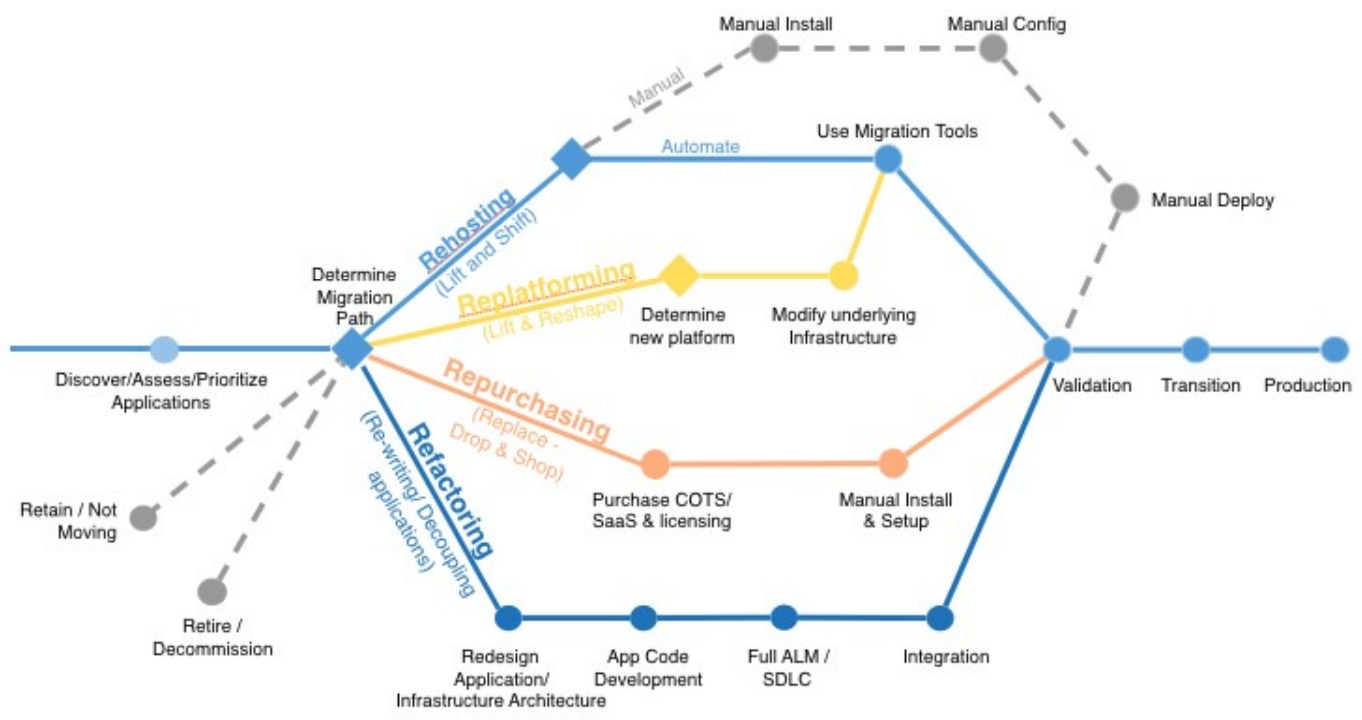 Manual Install
Manual Config
Manual
Use Migration Tools
Automate
Manual Deploy
Rehosting
(Lift and Shift)
Determine
Migration
Path
Replatforming
(Lift & Reshape)
Determine
new platform
Modify underlying
Infrastructure
Discover/Assess/Prioritize
Applications
Validation
Transition
Production
Repurchasing
(Replace -
Drop & Shop)
Refactoring
(Re-writing/ Decoupling
applications)
Purchase COTS/
SaaS & licensing
Manual Install
& Setup
Retain / Not
Moving
Retire /
Decommission
Redesign
Application/
Infrastructure Architecture
App Code
Development
Full ALM /
SDLC
Integration